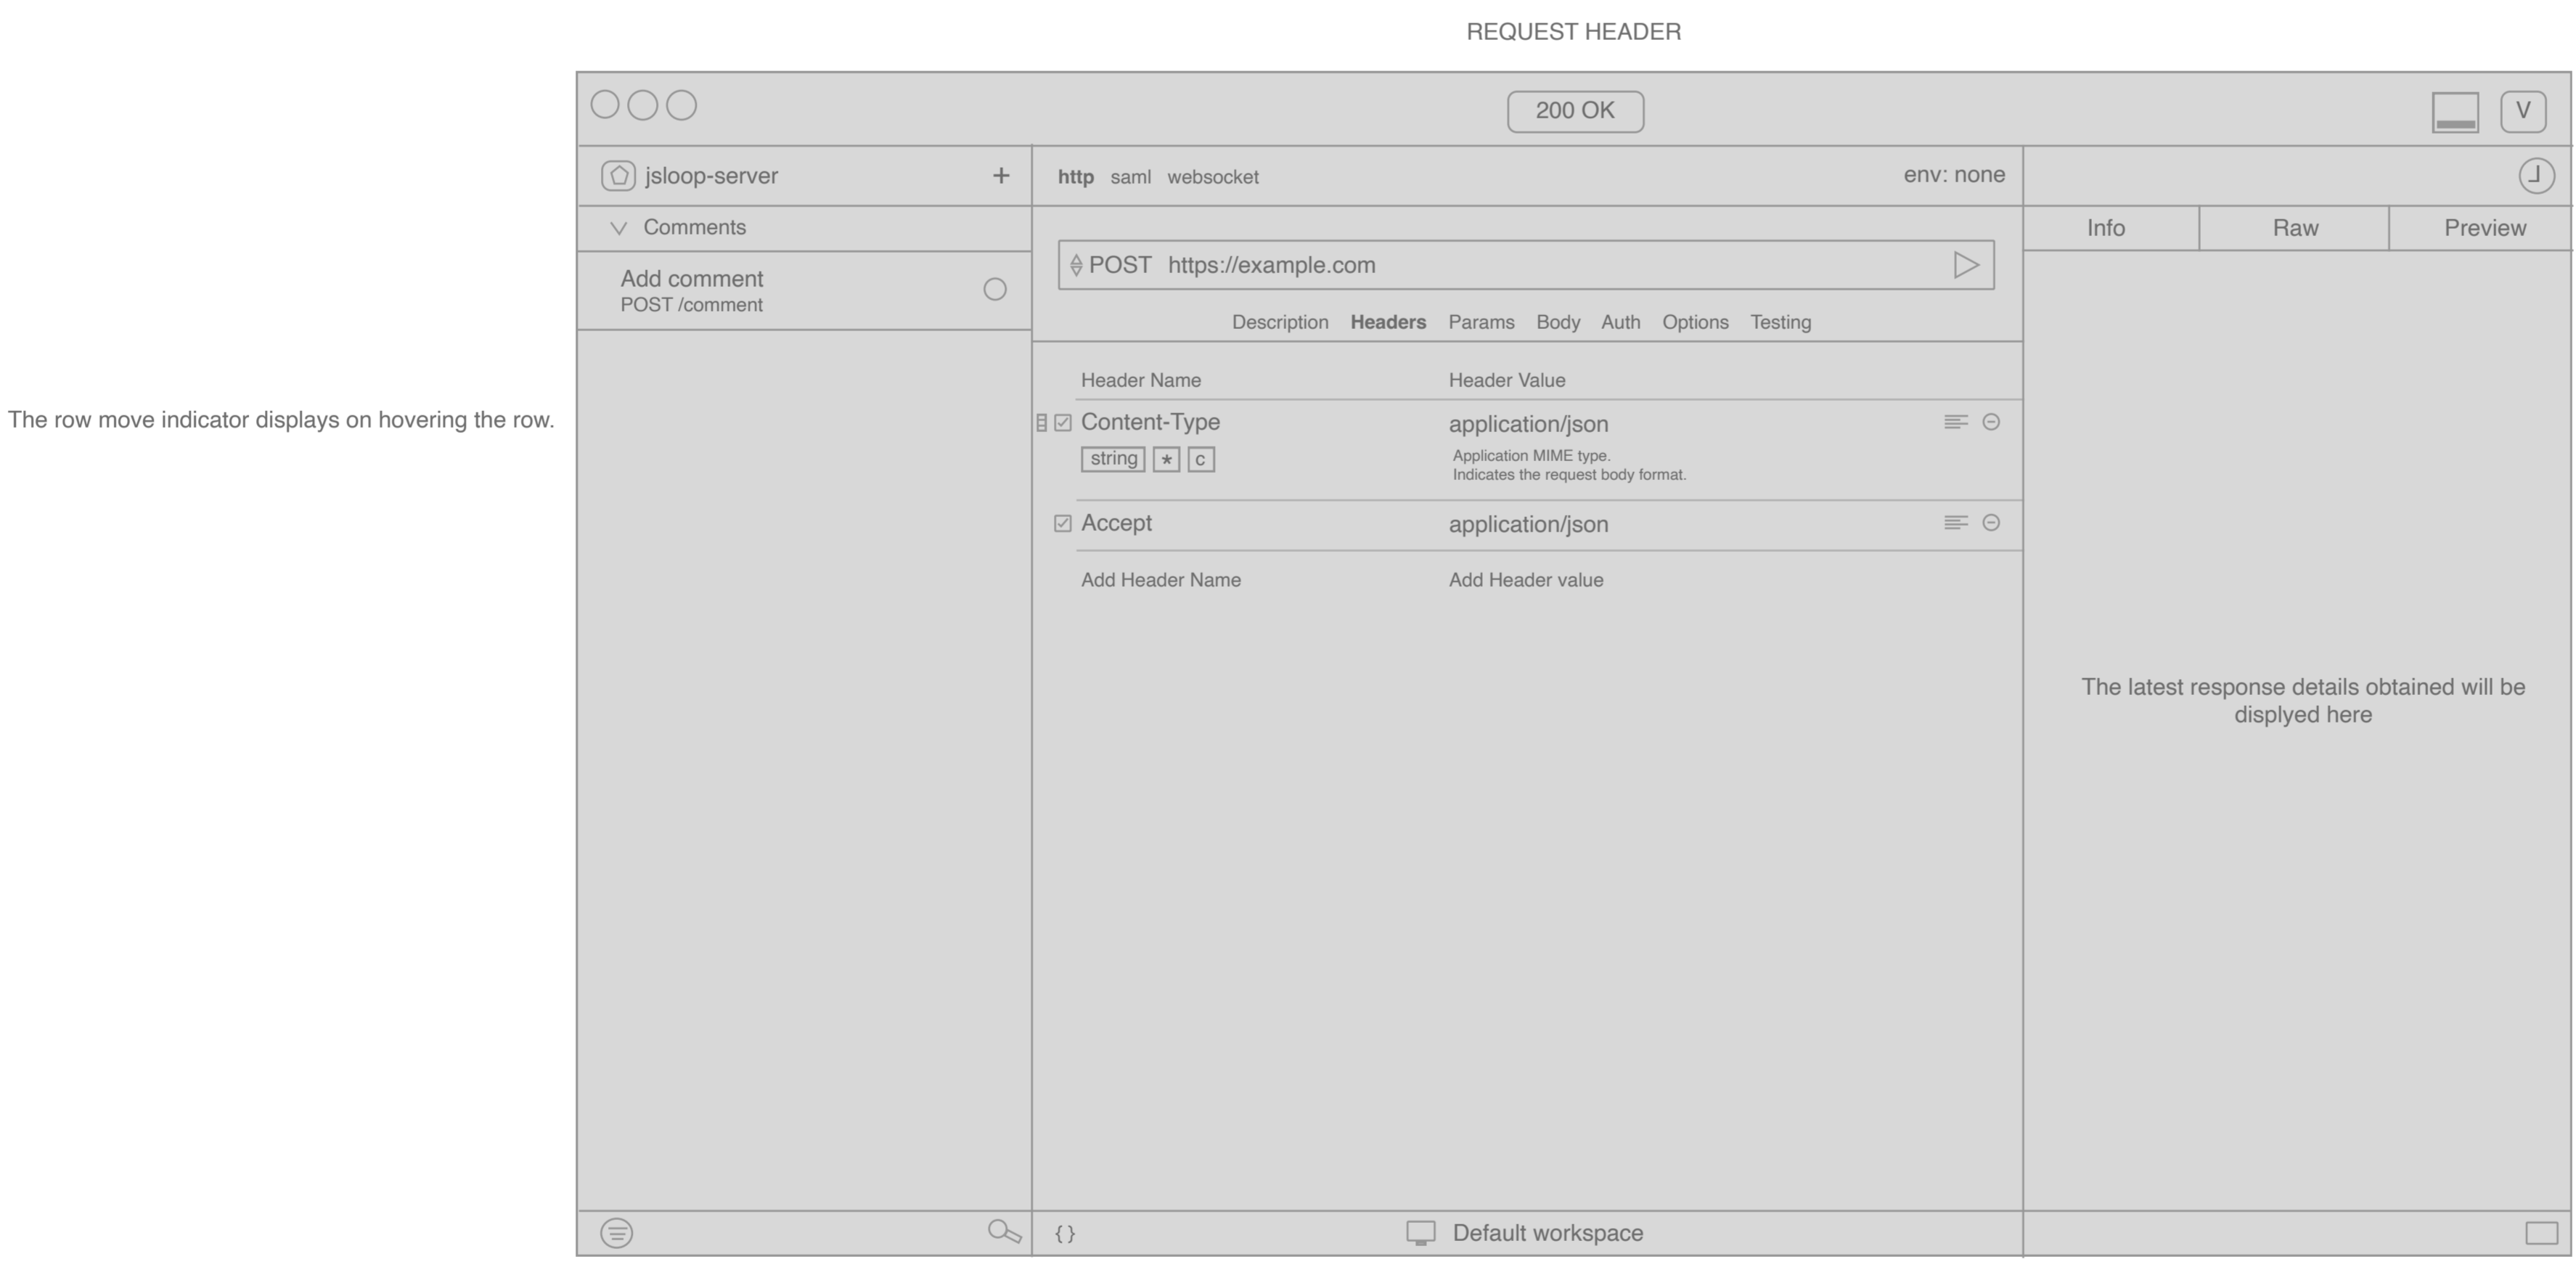 REQUEST HEADER
200 OK
V
jsloop-server
+
http saml websocket
env: none
Comments
Info Raw Preview
Add comment
POST /comment
POST https://example.com
Description Headers Params Body Auth Options Testing
Header Name Header Value
The row move indicator displays on hovering the row.
Content-Type application/json
string * c
Application MIME type.
Indicates the request body format.
Accept application/json
Add Header Name Add Header value
The latest response details obtained will be
displyed here
{ }
Default workspace